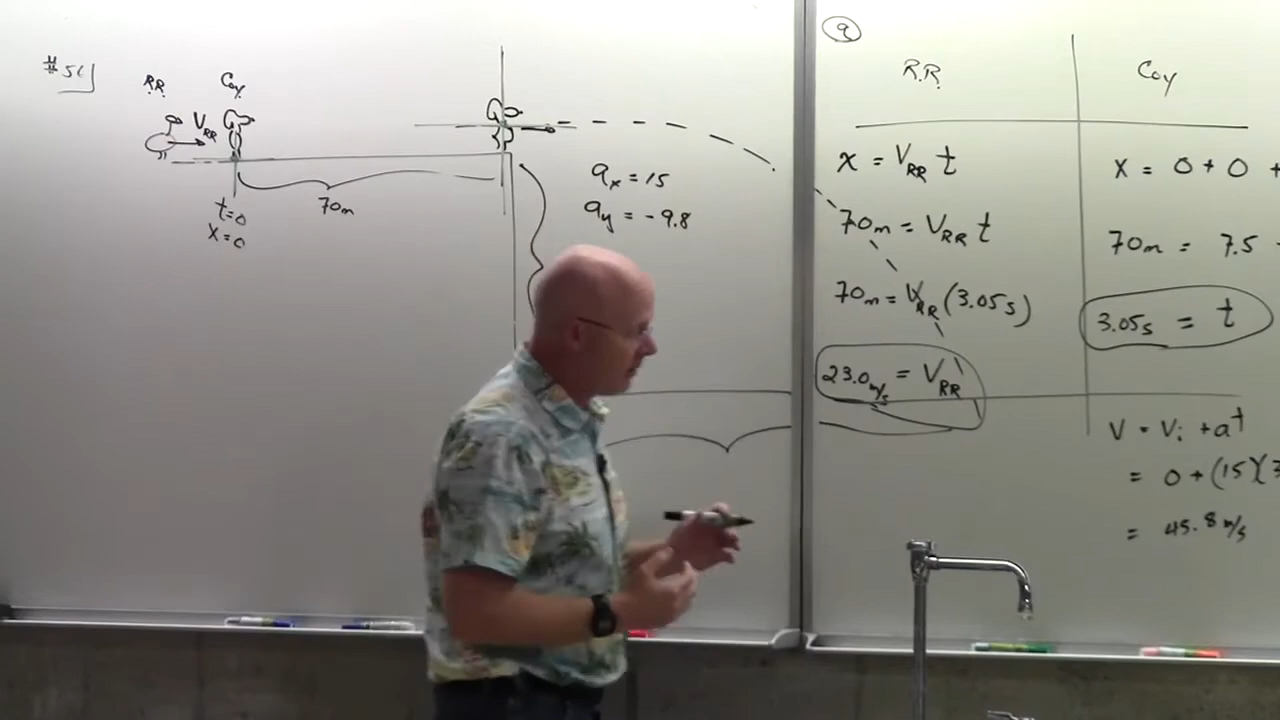 #51
R.R.
Coy
V_RR
t=0
x=0
70m
a_x = 15
a_y = -9.8
a
R.R.
x = V_RR t
70m = V_RR t
70m = V_RR (3.05s)
23.0 m/s = V_RR
Coy
x = 0 + 0 +
70m = 7.5
3.05s = t
V = V_i + at
= 0 + (15)(3
= 45.8 m/s